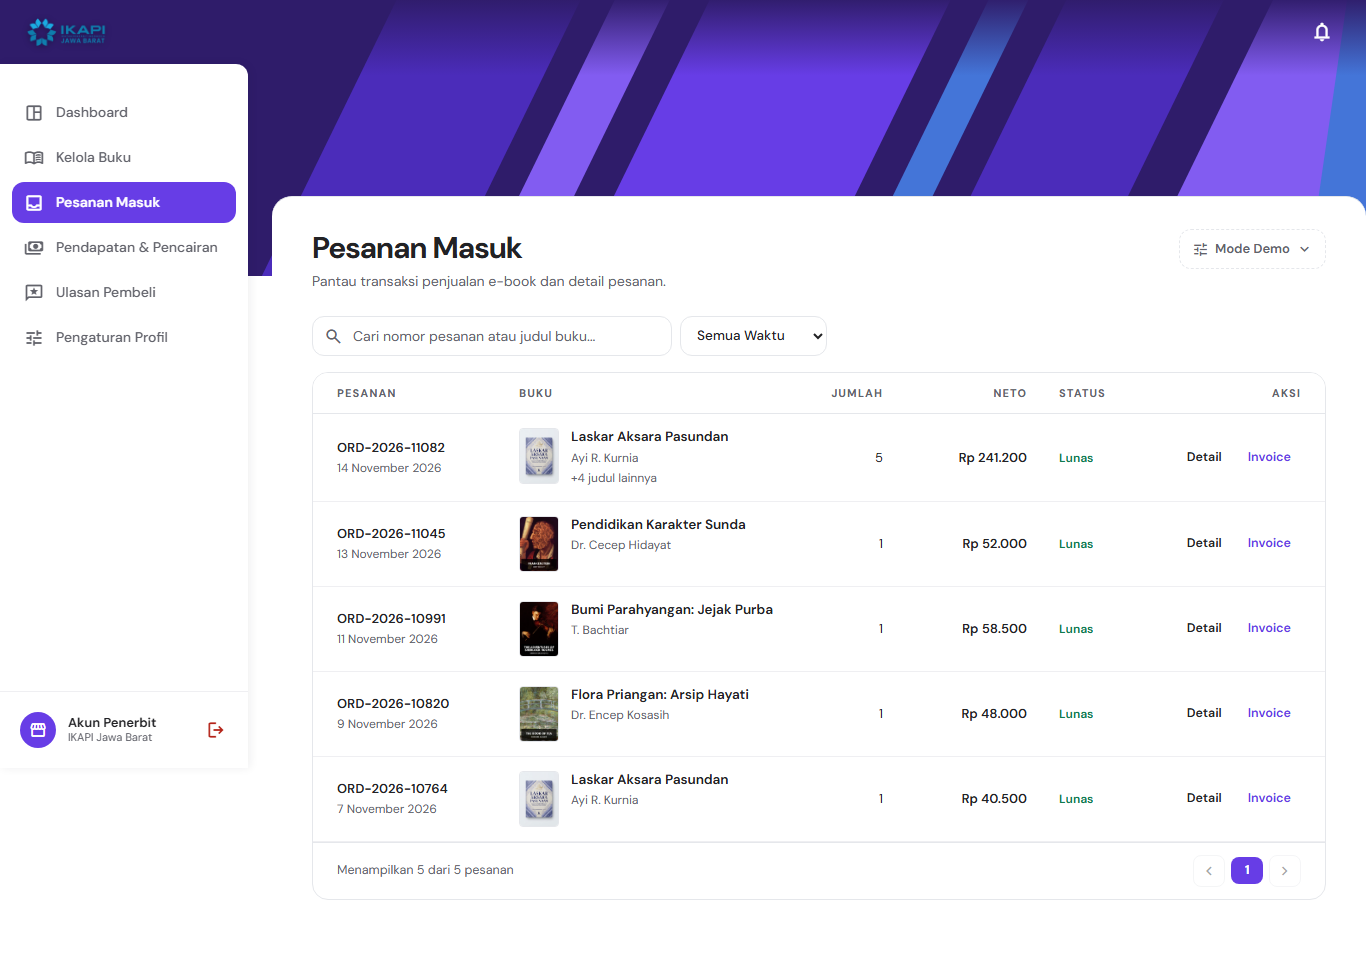 IKAPI
JAWA BARAT
Dashboard
Kelola Buku
Pesanan Masuk
Pendapatan & Pencairan
Ulasan Pembeli
Pengaturan Profil
Akun Penerbit
IKAPI Jawa Barat
Pesanan Masuk
Pantau transaksi penjualan e-book dan detail pesanan.
Mode Demo
Cari nomor pesanan atau judul buku...
Semua Waktu
PESANAN BUKU JUMLAH NETO STATUS AKSI
ORD-2026-11082
14 November 2026
LASKAR
AKSARA
PASUNDAN
Laskar Aksara Pasundan
Ayi R. Kurnia
+4 judul lainnya
5 Rp 241.200 Lunas Detail Invoice
ORD-2026-11045
13 November 2026
Pendidikan Karakter Sunda
Dr. Cecep Hidayat
1 Rp 52.000 Lunas Detail Invoice
ORD-2026-10991
11 November 2026
Bumi Parahyangan: Jejak Purba
T. Bachtiar
1 Rp 58.500 Lunas Detail Invoice
ORD-2026-10820
9 November 2026
Flora Priangan: Arsip Hayati
Dr. Encep Kosasih
1 Rp 48.000 Lunas Detail Invoice
ORD-2026-10764
7 November 2026
LASKAR
AKSARA
PASUNDAN
Laskar Aksara Pasundan
Ayi R. Kurnia
1 Rp 40.500 Lunas Detail Invoice
Menampilkan 5 dari 5 pesanan
1